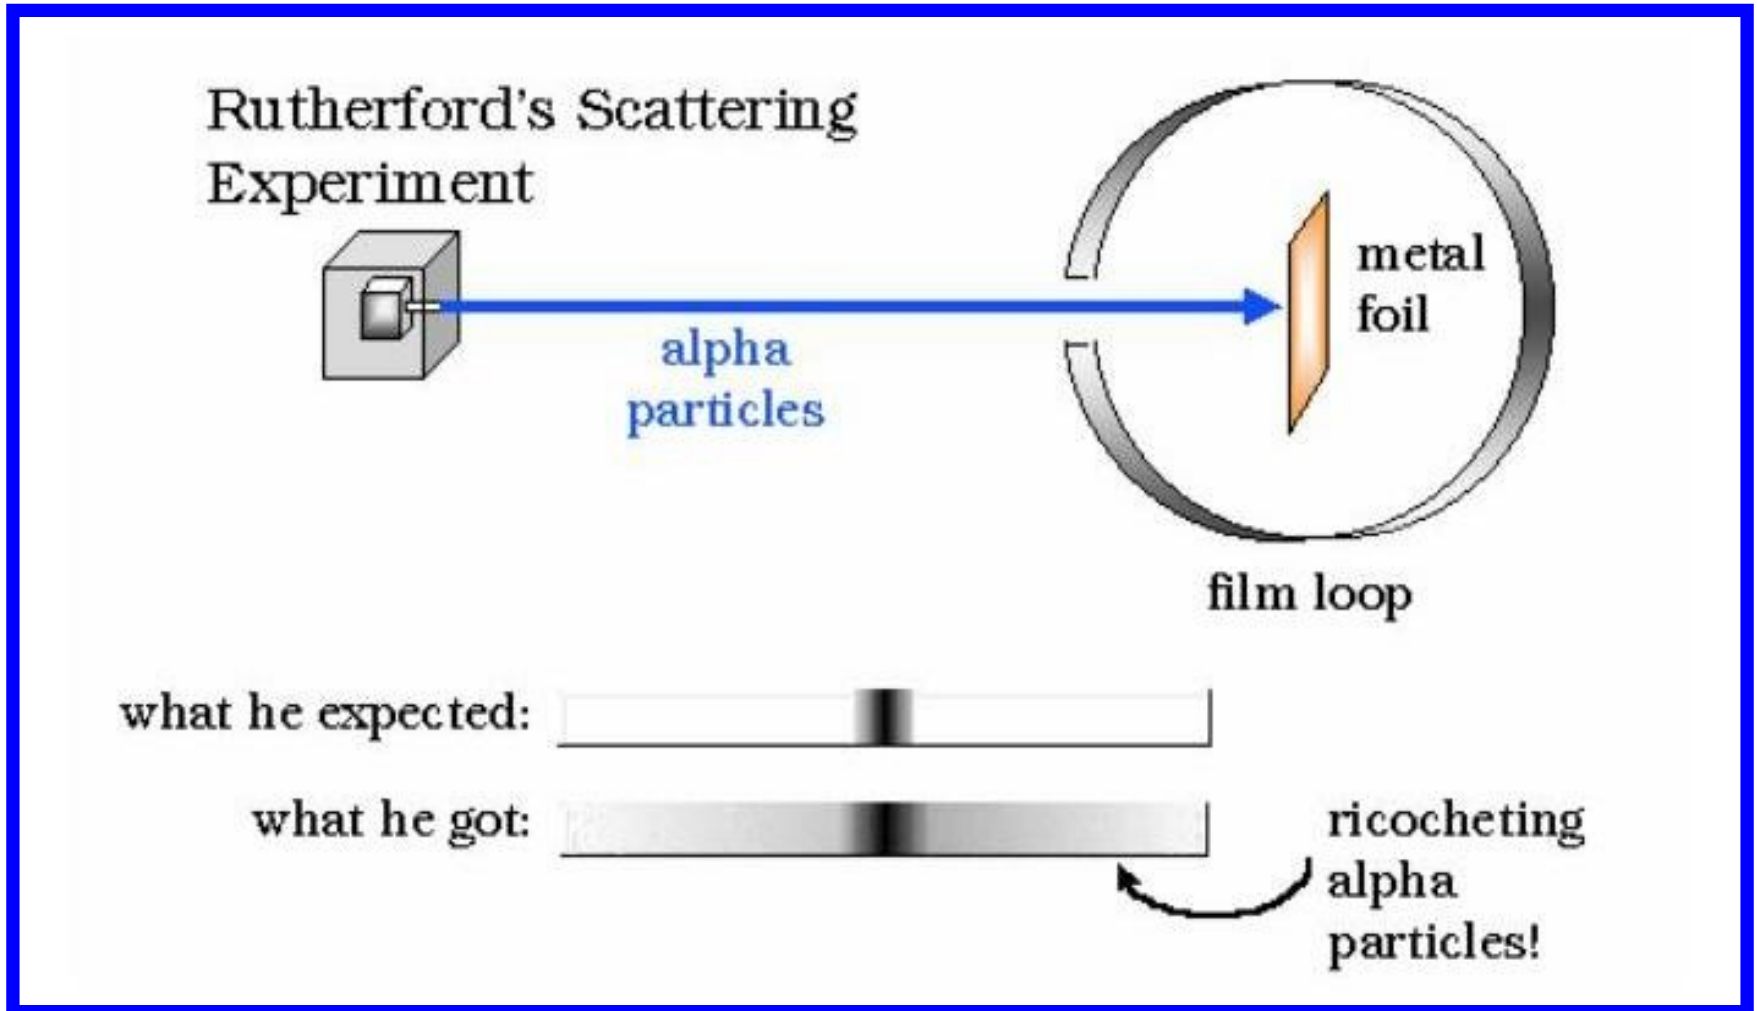 Rutherford's Scattering
Experiment
metal
foil
alpha
particles
film loop
what he expected:
what he got:
ricocheting
alpha
particles!